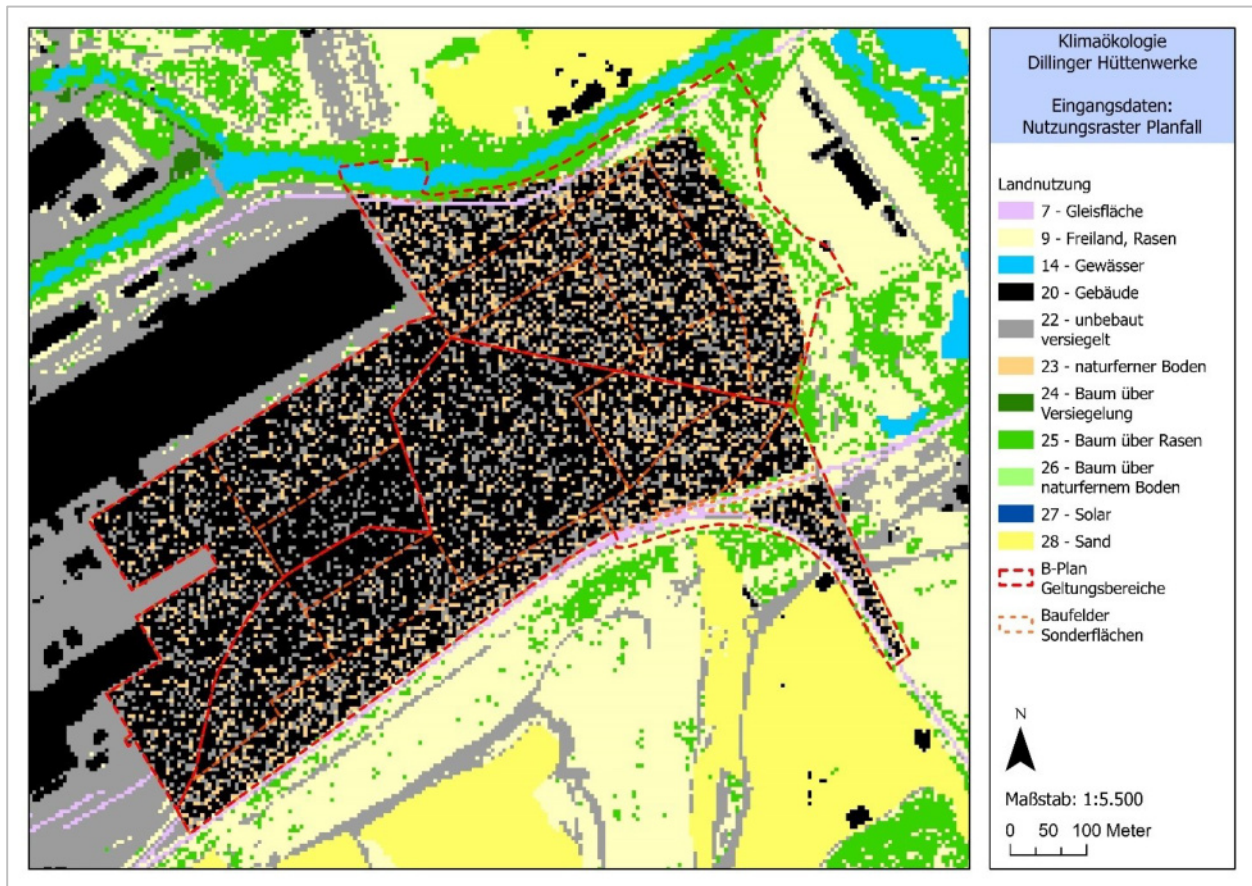 Klimaökologie
Dillinger Hüttenwerke
Eingangsdaten:
Nutzungsraster Planfall
Landnutzung
7 - Gleisfläche
9 - Freiland, Rasen
14 - Gewässer
20 - Gebäude
22 - unbebaut
versiegelt
23 - naturferner Boden
24 - Baum über
Versiegelung
25 - Baum über Rasen
26 - Baum über
naturfernem Boden
27 - Solar
28 - Sand
B-Plan
Geltungsbereiche
Baufelder
Sonderflächen
N
Maßstab: 1:5.500
0 50 100 Meter